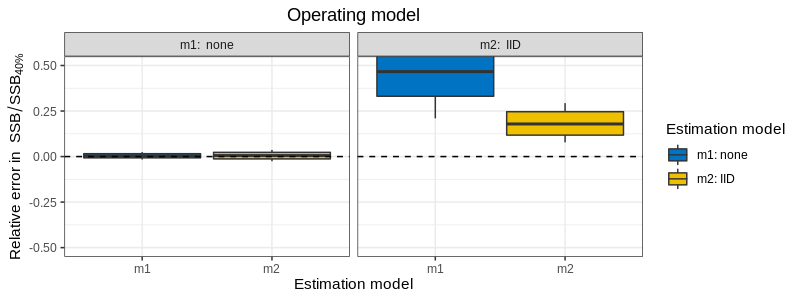 Operating model
m1: none
m2: IID
Relative error in SSB/SSB40%
0.50
0.25
0.00
-0.25
-0.50
m1
m2
m1
m2
Estimation model
Estimation model
m1: none
m2: IID